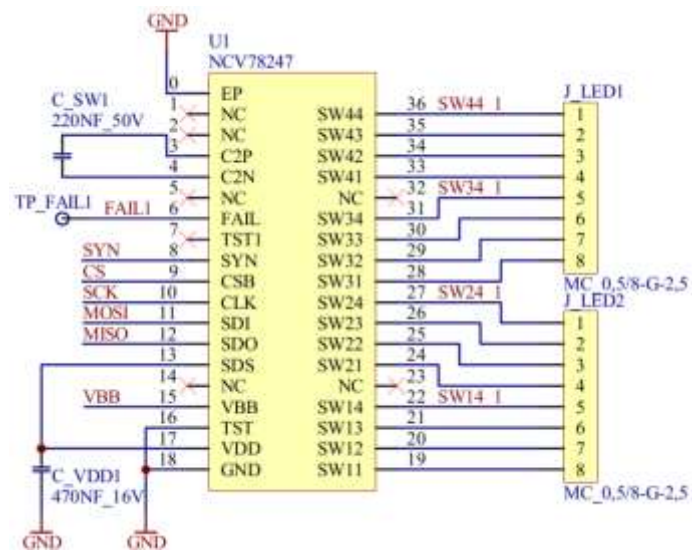 GND
U1
NCV78247
0 EP
1 NC
2 NC
3 C2P
4 C2N
5 NC
6 FAIL
7 TST1
8 SYN
9 CSB
10 CLK
11 SDI
12 SDO
13 SDS
14 NC
15 VBB
16 TST
17 VDD
18 GND
C_SW1
220NF_50V
TP_FAIL1
FAIL1
SYN
CS
SCK
MOSI
MISO
VBB
C_VDD1
470NF_16V
GND
GND
SW44 36 SW44_1
SW43 35
SW42 34
SW41 33
NC 32
SW34 31 SW34_1
SW33 30
SW32 29
SW31 28
SW24 27 SW24_1
SW23 26
SW22 25
SW21 24
NC 23
SW14 22 SW14_1
SW13 21
SW12 20
SW11 19
J_LED1
1
2
3
4
5
6
7
8
MC_0,5/8-G-2,5
J_LED2
1
2
3
4
5
6
7
8
MC_0,5/8-G-2,5